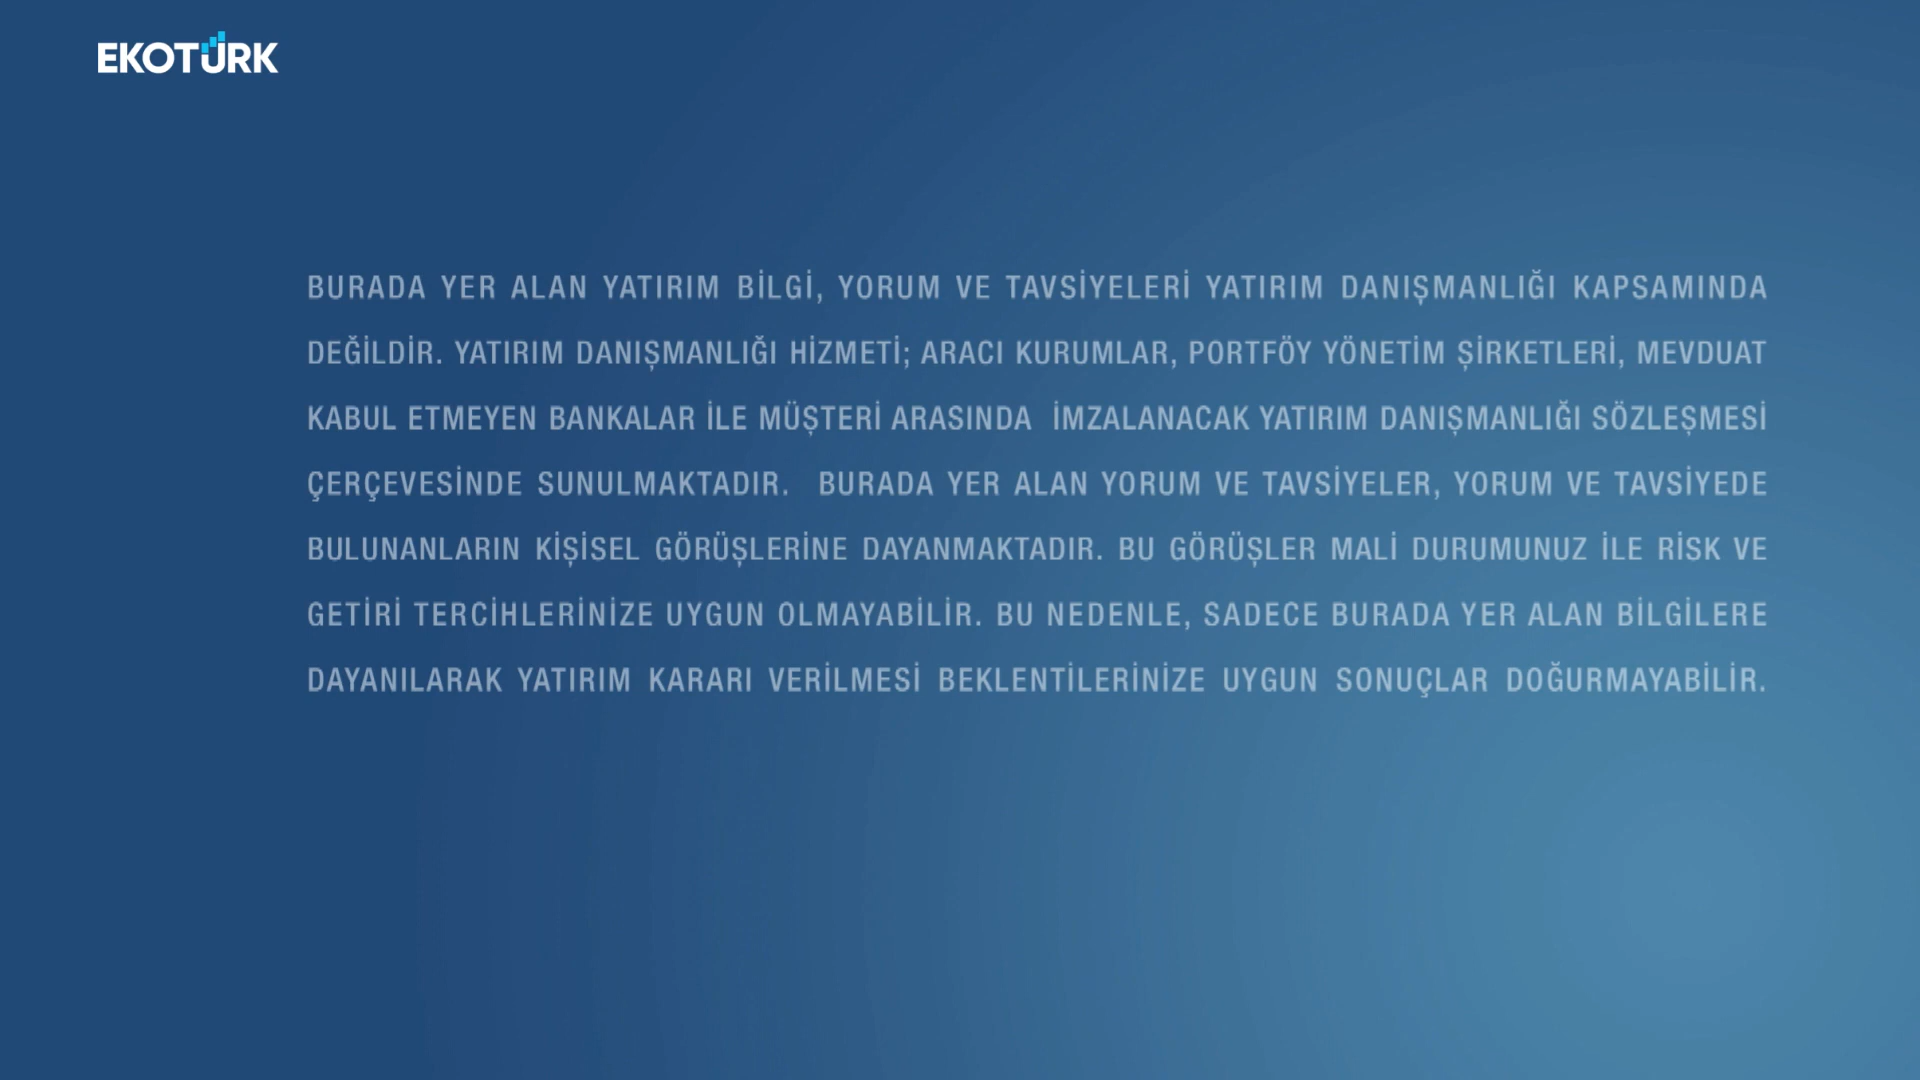 EKOTÜRK
BURADA YER ALAN YATIRIM BİLGİ, YORUM VE TAVSİYELERİ YATIRIM DANIŞMANLIĞI KAPSAMINDA
DEĞİLDİR. YATIRIM DANIŞMANLIĞI HİZMETİ; ARACI KURUMLAR, PORTFÖY YÖNETİM ŞİRKETLERİ, MEVDUAT
KABUL ETMEYEN BANKALAR İLE MÜŞTERİ ARASINDA İMZALANACAK YATIRIM DANIŞMANLIĞI SÖZLEŞMESİ
ÇERÇEVESİNDE SUNULMAKTADIR. BURADA YER ALAN YORUM VE TAVSİYELER, YORUM VE TAVSİYEDE
BULUNANLARIN KİŞİSEL GÖRÜŞLERİNE DAYANMAKTADIR. BU GÖRÜŞLER MALİ DURUMUNUZ İLE RİSK VE
GETİRİ TERCİHLERİNİZE UYGUN OLMAYABİLİR. BU NEDENLE, SADECE BURADA YER ALAN BİLGİLERE
DAYANILARAK YATIRIM KARARI VERİLMESİ BEKLENTİLERİNİZE UYGUN SONUÇLAR DOĞURMAYABİLİR.